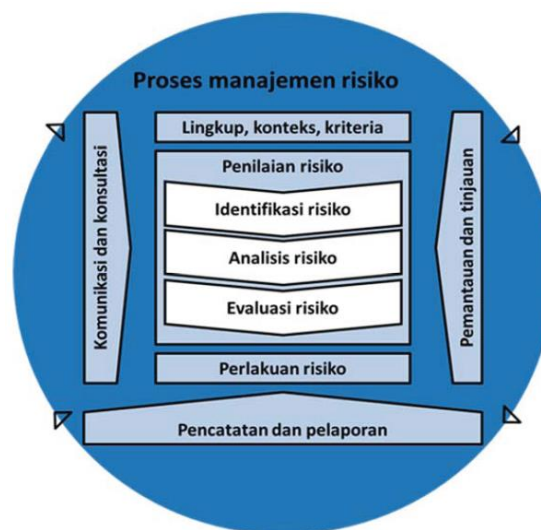 Proses manajemen risiko
Lingkup, konteks, kriteria
Komunikasi dan konsultasi
Penilaian risiko
Identifikasi risiko
Analisis risiko
Evaluasi risiko
Pemantauan dan tinjauan
Perlakuan risiko
Pencatatan dan pelaporan